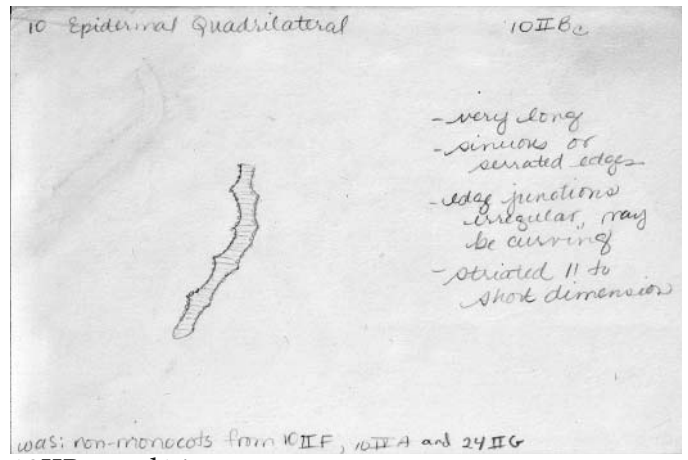 10 Epidermal Quadrilateral
10IIBc
- very long
- sinuous or
serrated edges
- edge junctions
irregular, may
be curving
- striated || to
short dimension
was: non-monocots from 10IIF, 10IVA and 24IIG